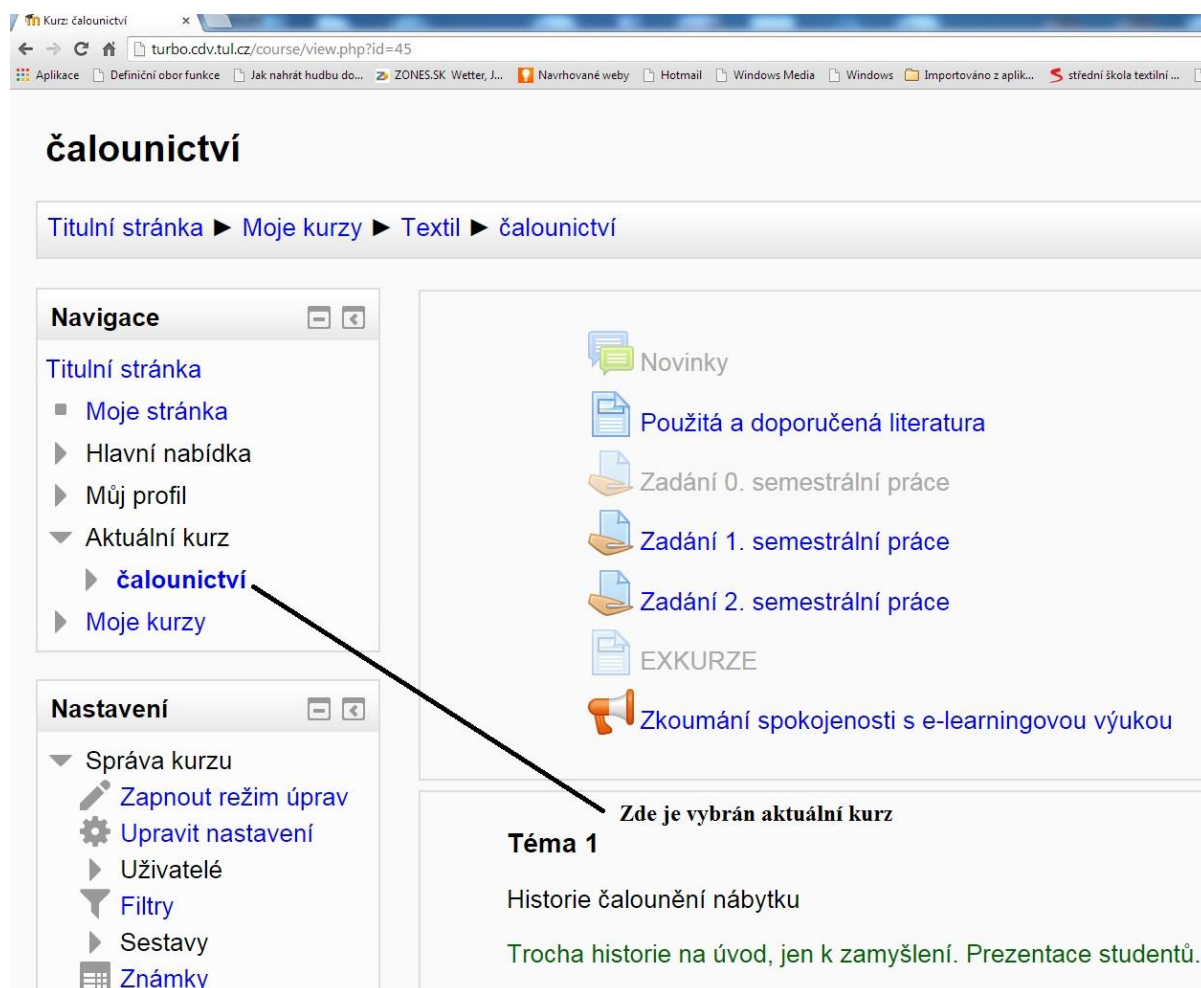 Kurz: čalounictví
turbo.cdv.tul.cz/course/view.php?id=45
Aplikace Definiční obor funkce Jak nahrát hudbu do... ZONES.SK Wetter, J... Navrhované weby Hotmail Windows Media Windows Importováno z aplik... střední škola textilní ...
čalounictví
Titulní stránka ► Moje kurzy ► Textil ► čalounictví
Navigace
Titulní stránka
Moje stránka
Hlavní nabídka
Můj profil
Aktuální kurz
čalounictví
Moje kurzy
Nastavení
Správa kurzu
Zapnout režim úprav
Upravit nastavení
Uživatelé
Filtry
Sestavy
Známky
Novinky
Použitá a doporučená literatura
Zadání 0. semestrální práce
Zadání 1. semestrální práce
Zadání 2. semestrální práce
EXKURZE
Zkoumání spokojenosti s e-learningovou výukou
Zde je vybrán aktuální kurz
Téma 1
Historie čalounění nábytku
Trocha historie na úvod, jen k zamyšlení. Prezentace studentů.